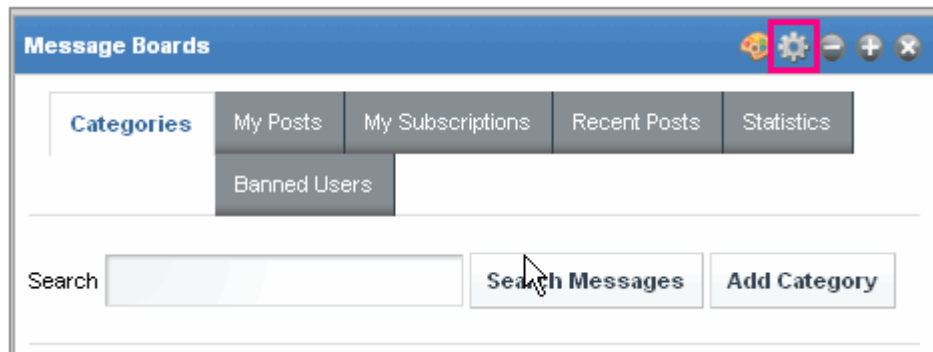 Message Boards
Categories My Posts My Subscriptions Recent Posts Statistics
Banned Users
Search Search Messages Add Category